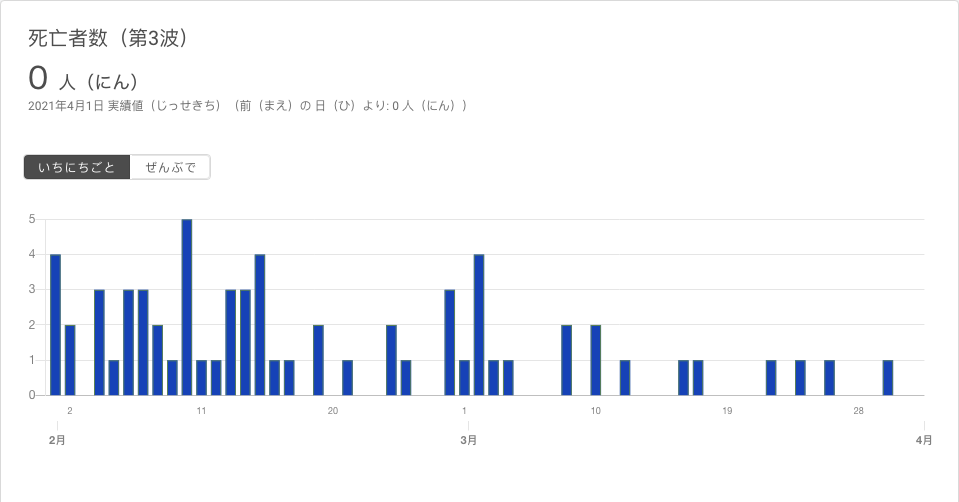 死亡者数（第3波）
0 人（にん）
2021年4月1日 実績値（じっせきち）（前（まえ）の 日（ひ）より: 0 人（にん））
いちにちごと ぜんぶで
5
4
3
2
1
0
2 11 20 1 10 19 28
2月 3月 4月